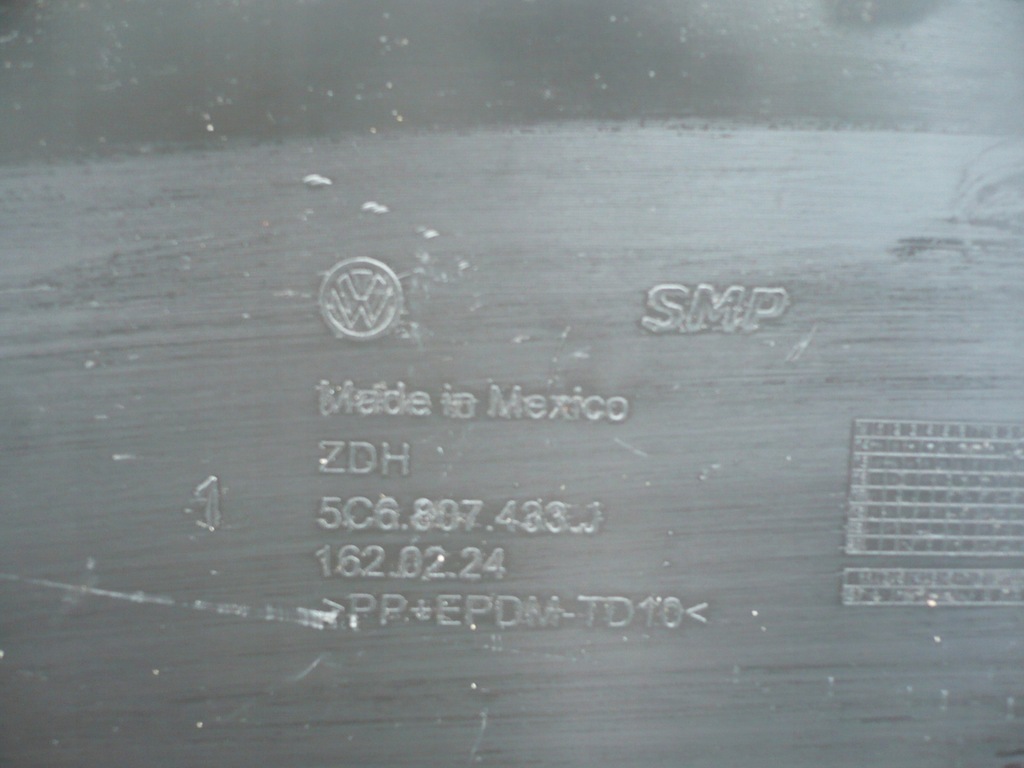 SMP
Made in Mexico
ZDH
1
5C6.807.433.J
162.02.24
>PP+EPDM-TD10<